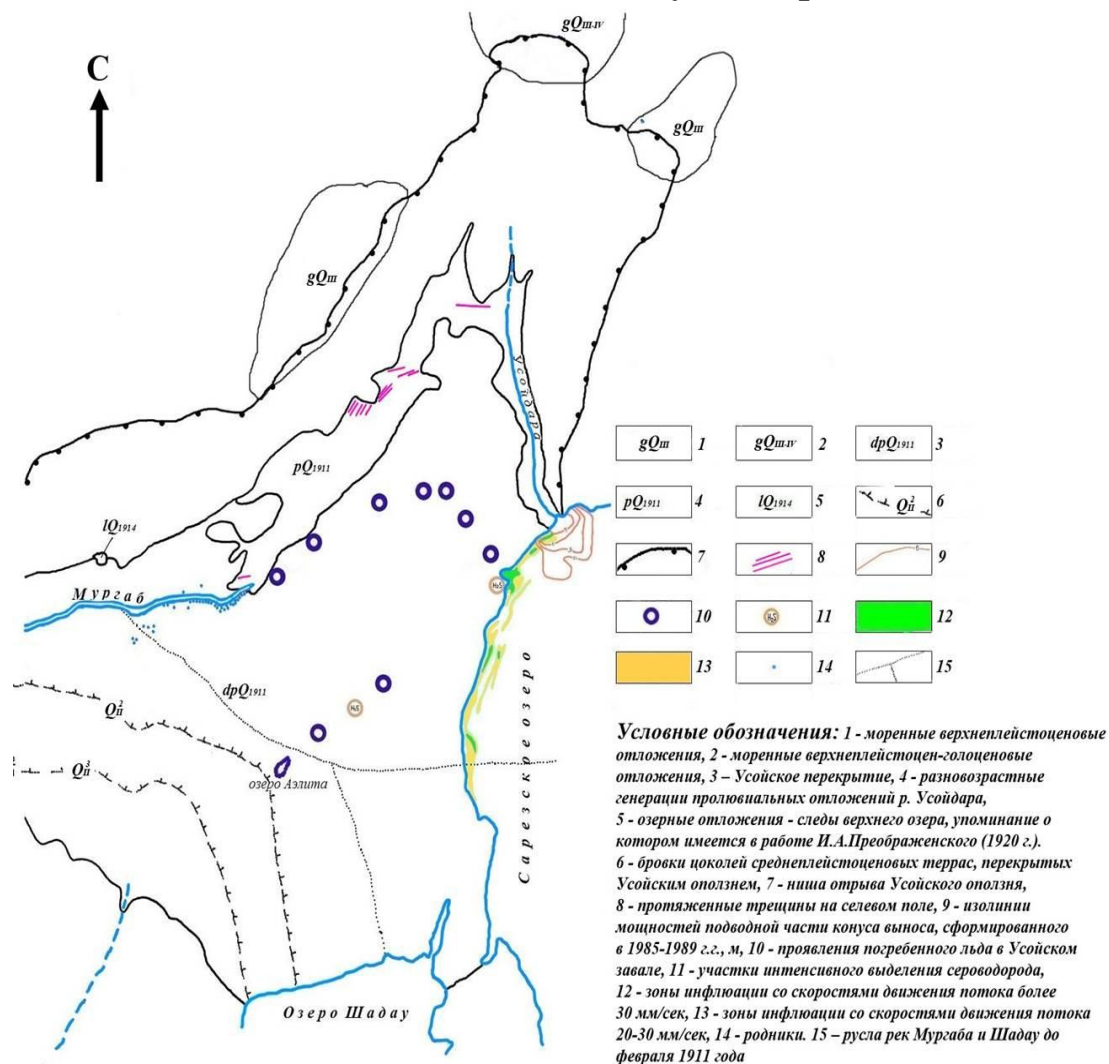 gQIII-IV
С
gQIII
gQIII
Усойдара
pQ1911
lQ1914
Мургаб
dpQ1911
QII2
QII3
озеро Аэлита
Сарезское озеро
Озеро Шадау
H2S
H2S
gQIII 1
gQIII-IV 2
dpQ1911 3
pQ1911 4
lQ1914 5
QII2 6
7
8
9
10
H2S 11
12
13
14
15
Условные обозначения: 1 - моренные верхнеплейстоценовые
отложения, 2 - моренные верхнеплейстоцен-голоценовые
отложения, 3 – Усойское перекрытие, 4 - разновозрастные
генерации пролювиальных отложений р. Усойдара,
5 - озерные отложения - следы верхнего озера, упоминание о
котором имеется в работе И.А.Преображенского (1920 г.).
6 - бровки цоколей среднеплейстоценовых террас, перекрытых
Усойским оползнем, 7 - ниша отрыва Усойского оползня,
8 - протяженные трещины на селевом поле, 9 - изолинии
мощностей подводной части конуса выноса, сформированного
в 1985-1989 г.г., м, 10 - проявления погребенного льда в Усойском
завале, 11 - участки интенсивного выделения сероводорода,
12 - зоны инфлюации со скоростями движения потока более
30 мм/сек, 13 - зоны инфлюации со скоростями движения потока
20-30 мм/сек, 14 - родники. 15 – русла рек Мургаба и Шадау до
февраля 1911 года